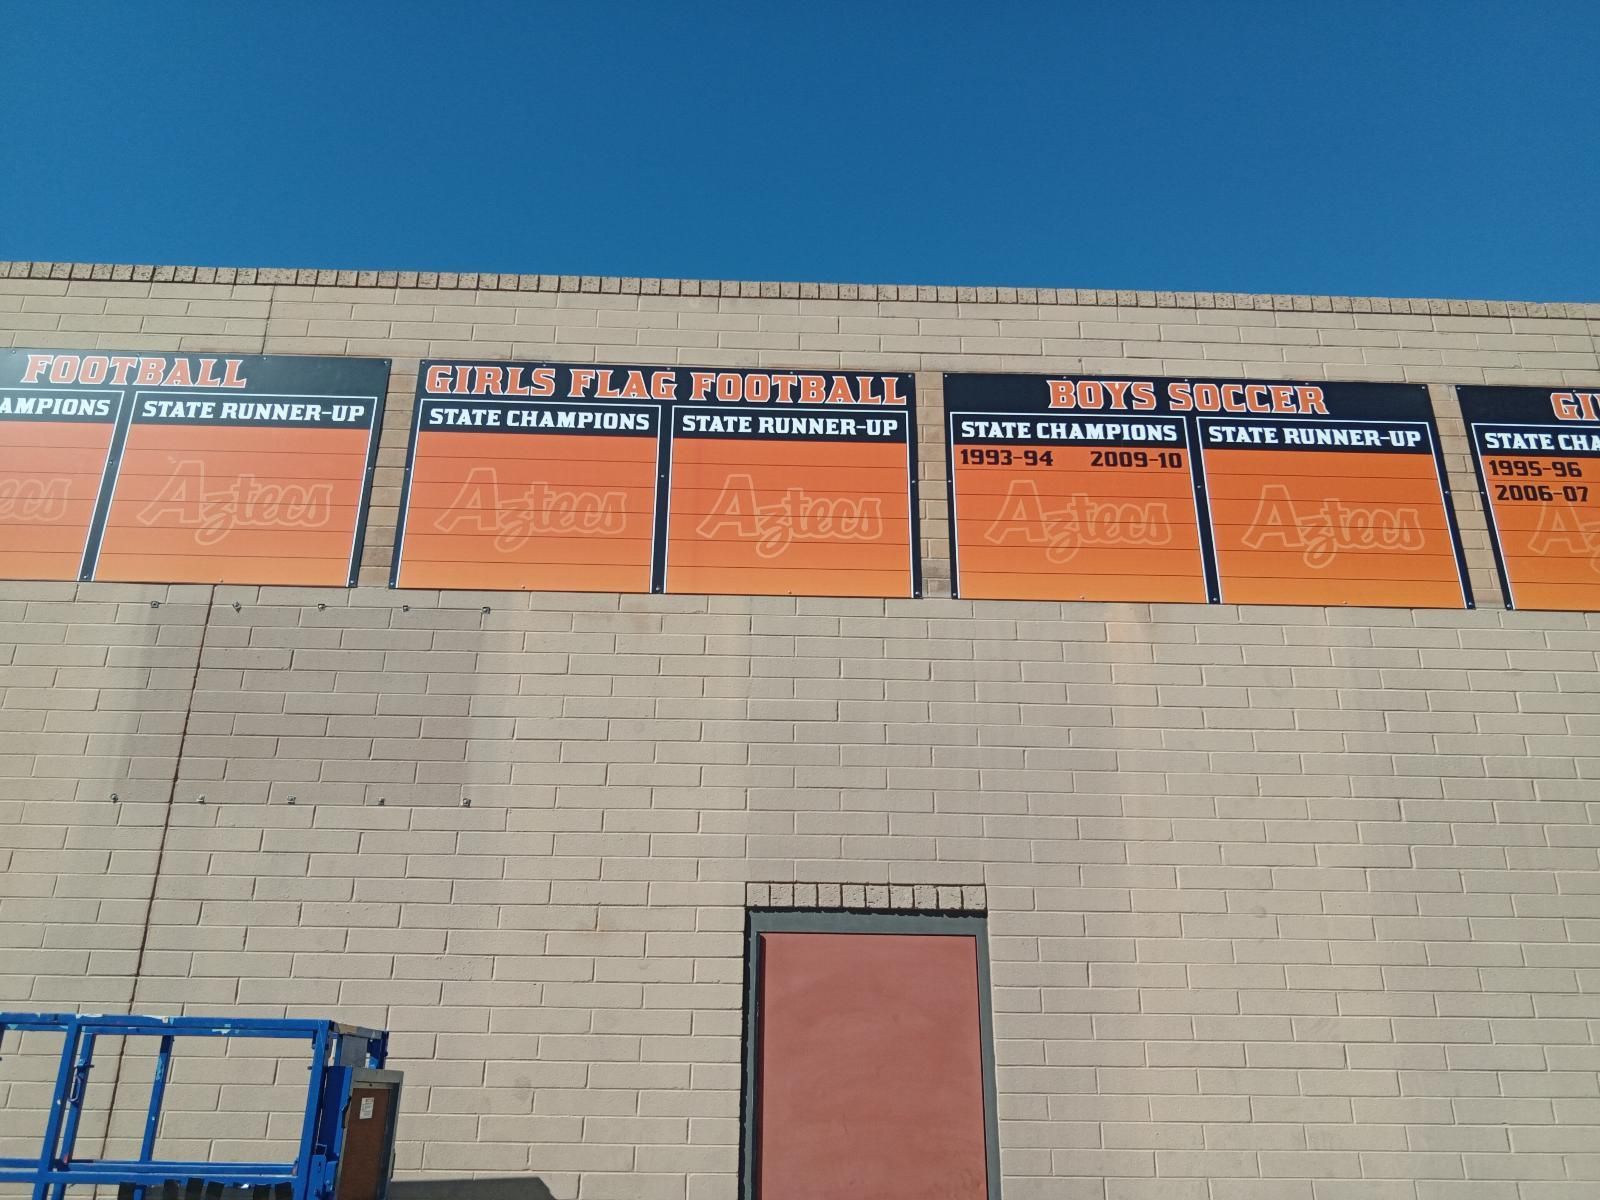 FOOTBALL
AMPIONS
STATE RUNNER-UP
Aztecs
GIRLS FLAG FOOTBALL
STATE CHAMPIONS
STATE RUNNER-UP
Aztecs
Aztecs
BOYS SOCCER
STATE CHAMPIONS
STATE RUNNER-UP
1993-94 2009-10
Aztecs
Aztecs
GI
STATE CHA
1995-96
2006-07